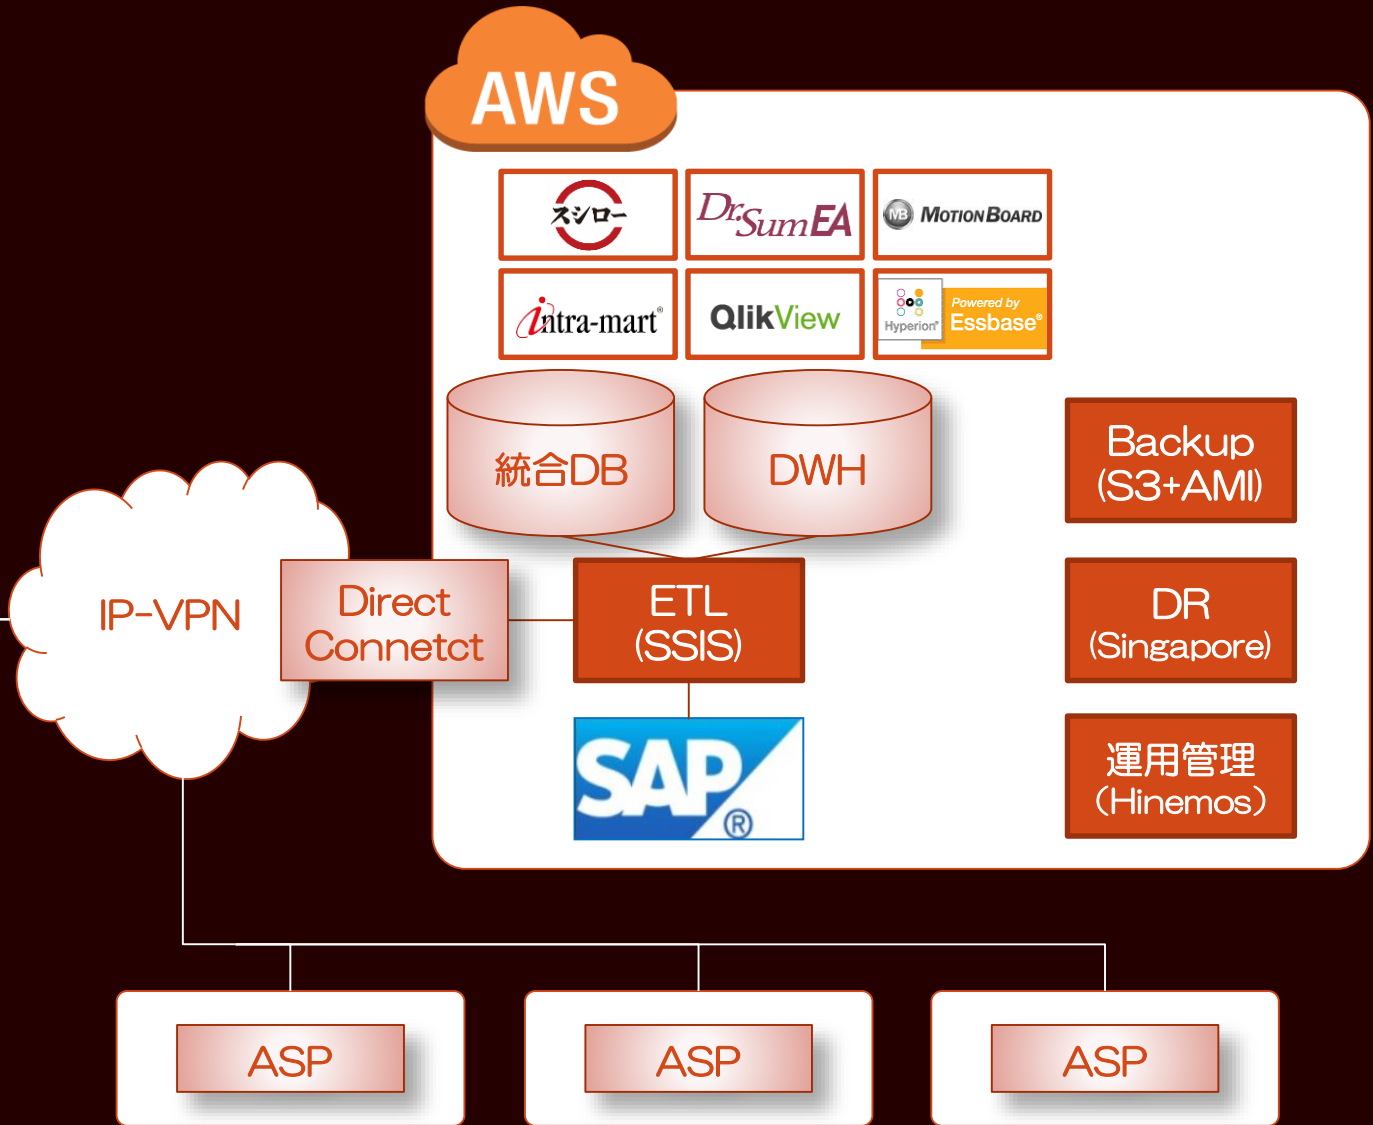 AWS
スシロー
Dr.Sum EA
MB MOTIONBOARD
intra-mart®
QlikView
Hyperion®
Powered by
Essbase®
統合DB
DWH
Backup
(S3+AMI)
IP-VPN
Direct
Connetct
ETL
(SSIS)
DR
(Singapore)
SAP®
運用管理
（Hinemos）
ASP
ASP
ASP